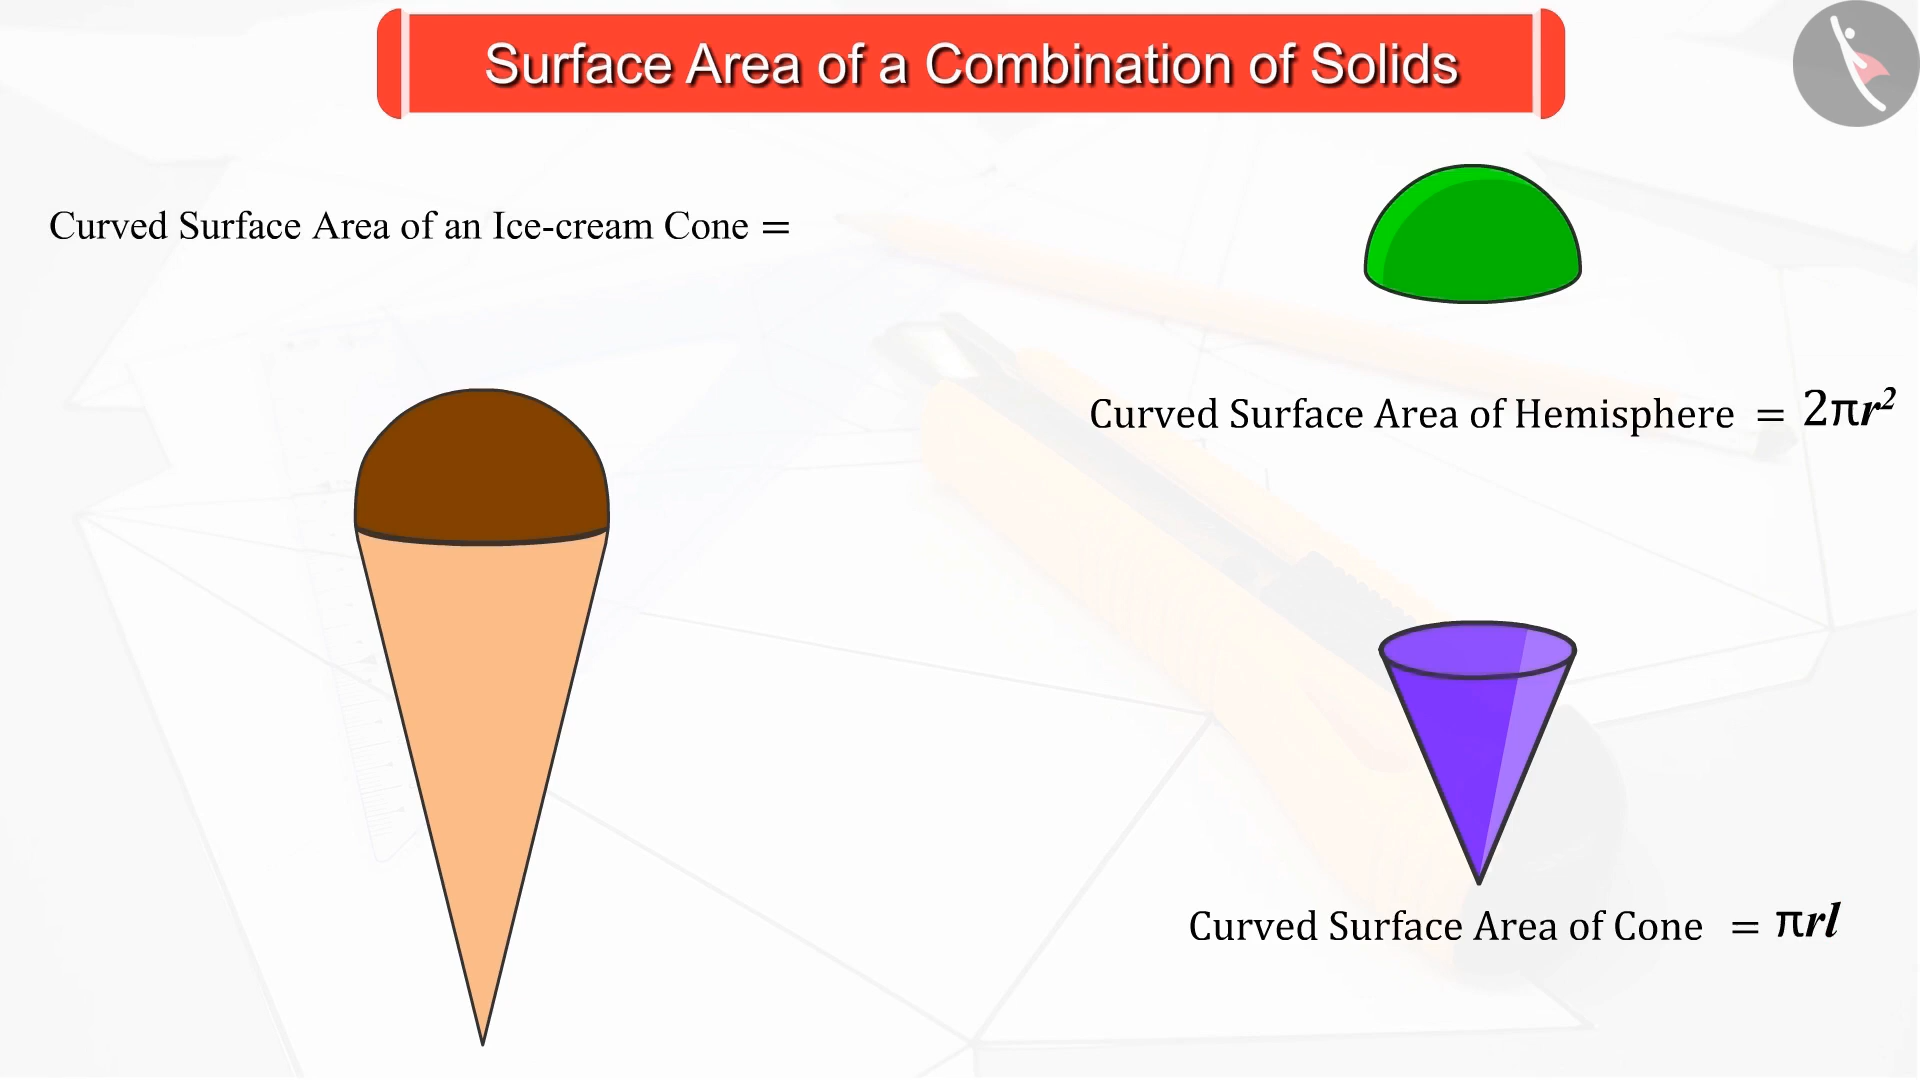 Surface Area of a Combination of Solids
Curved Surface Area of an Ice-cream Cone =
Curved Surface Area of Hemisphere = 2πr²
Curved Surface Area of Cone = πrl